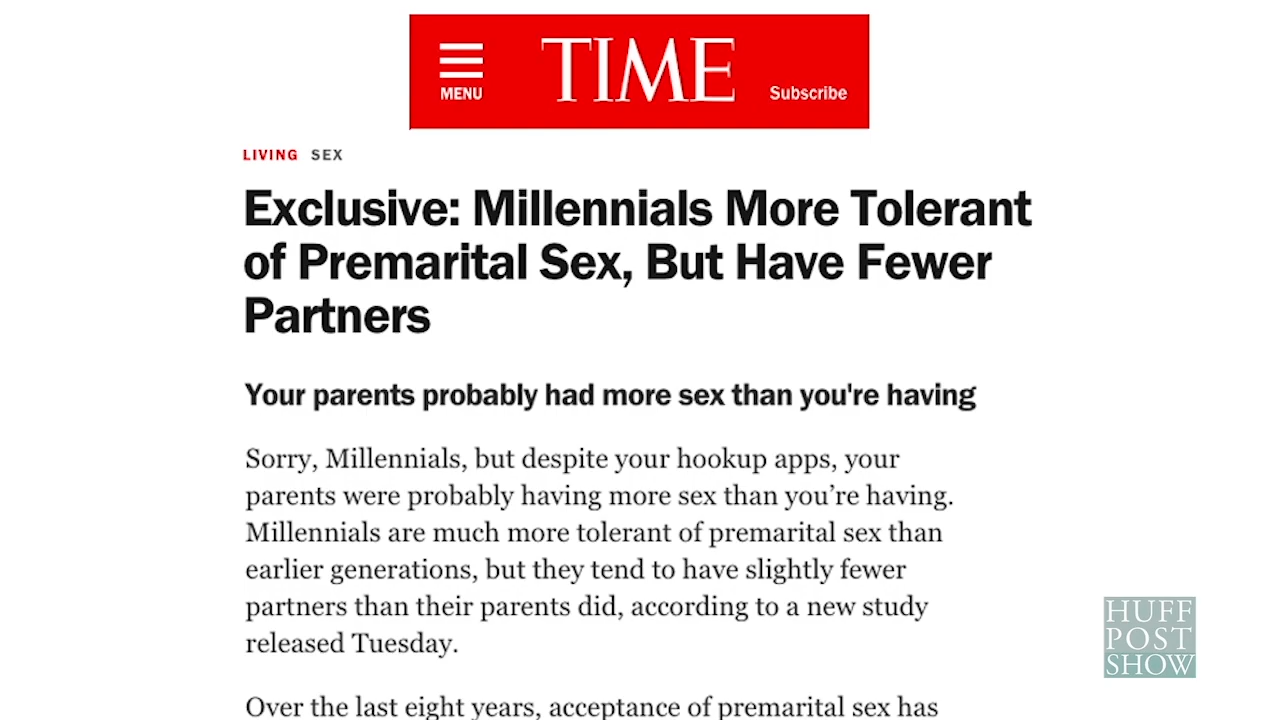 TIME
MENU
Subscribe
LIVING SEX
Exclusive: Millennials More Tolerant
of Premarital Sex, But Have Fewer
Partners
Your parents probably had more sex than you're having
Sorry, Millennials, but despite your hookup apps, your
parents were probably having more sex than you’re having.
Millennials are much more tolerant of premarital sex than
earlier generations, but they tend to have slightly fewer
partners than their parents did, according to a new study
released Tuesday.
Over the last eight years, acceptance of premarital sex has
HUFF
POST
SHOW